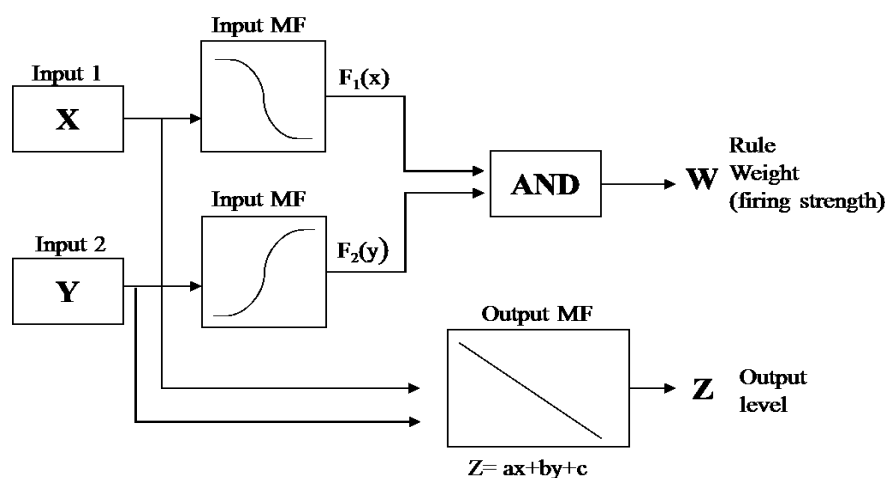 Input MF
Input 1
X
F₁(x)
AND
W
Rule
Weight
(firing strength)
Input MF
Input 2
Y
F₂(y)
Output MF
Z
Output
level
Z= ax+by+c